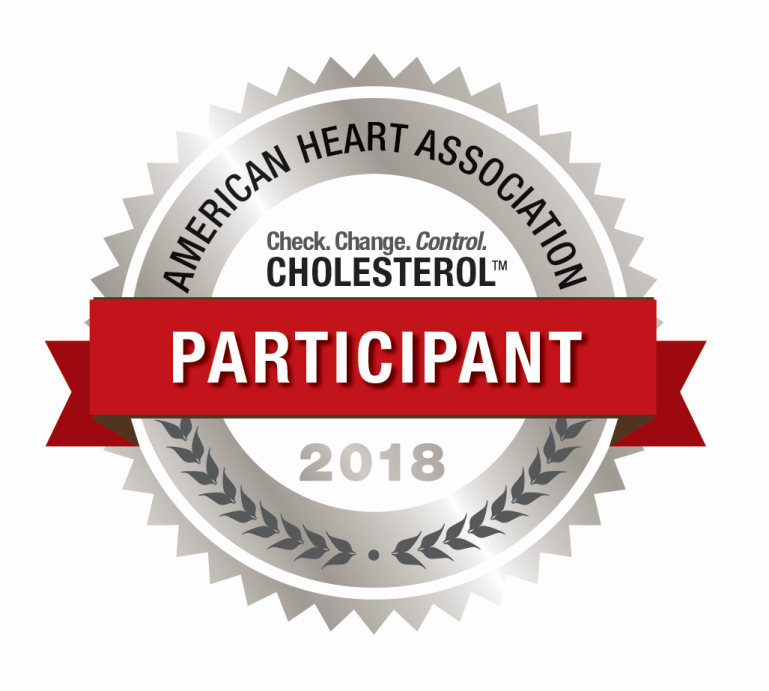 AMERICAN HEART ASSOCIATION
Check. Change. Control.
CHOLESTEROL™
PARTICIPANT
2018